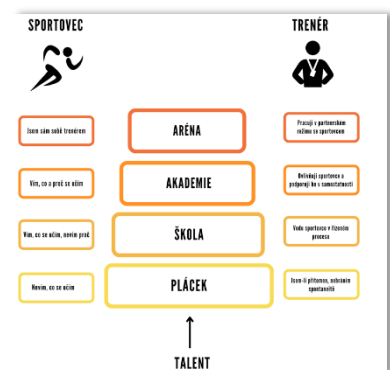 SPORTOVEC
TRENÉR
Jsem sám sobě trenérem
ARÉNA
Pracuji v partnerském
režimu se sportovcem
Vím, co a proč se učím
AKADEMIE
Ovlivňuji sportovce a
podporuji ho v samostatnosti
Vím, co se učím, nevím proč
ŠKOLA
Vedu sportovce v řízeném
procesu
Nevím, co se učím
PLÁCEK
Jsem-li přítomen, nebráním
spontaneitě
TALENT